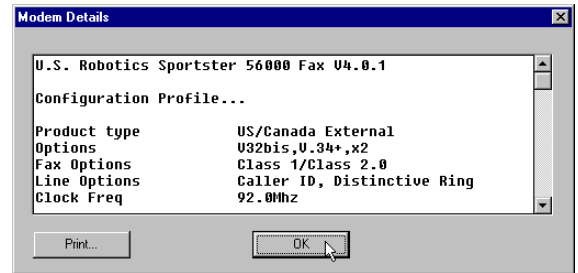 Modem Details
U.S. Robotics Sportster 56000 Fax V4.0.1
Configuration Profile...
Product type US/Canada External
Options V32bis,V.34+,x2
Fax Options Class 1/Class 2.0
Line Options Caller ID, Distinctive Ring
Clock Freq 92.0Mhz
Print... OK